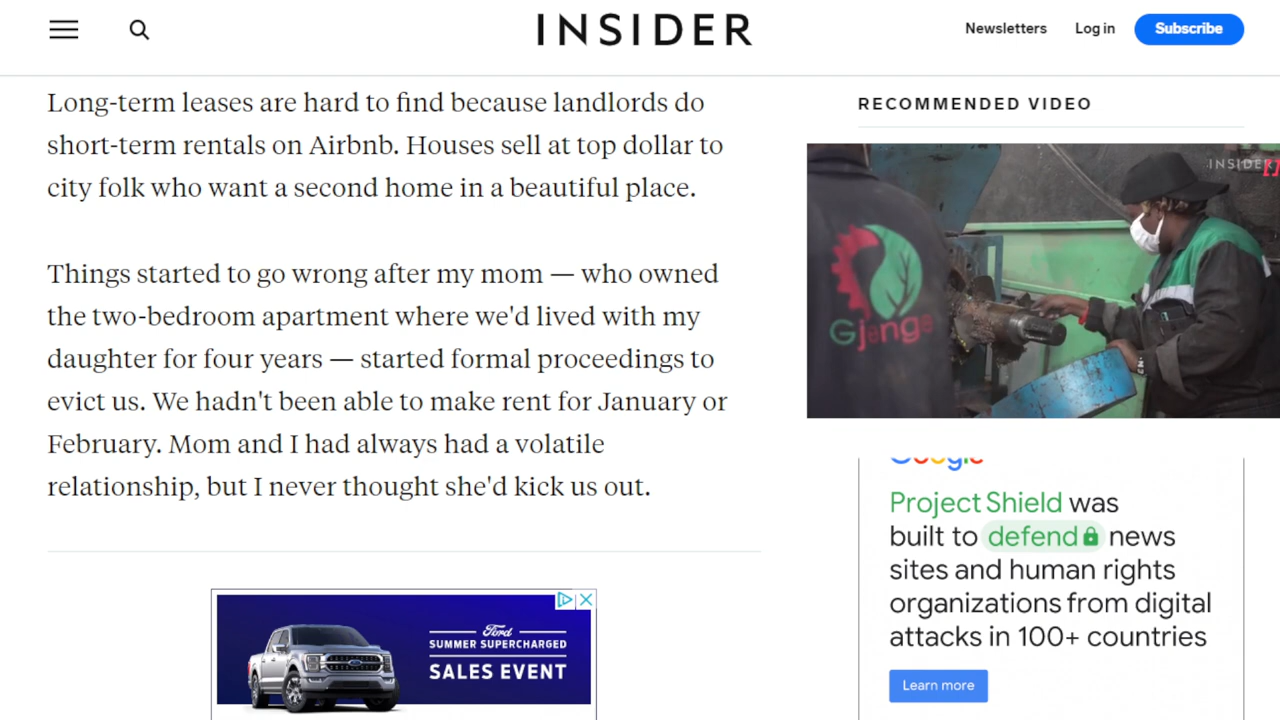 INSIDER
Newsletters
Log in
Subscribe
Long-term leases are hard to find because landlords do
short-term rentals on Airbnb. Houses sell at top dollar to
city folk who want a second home in a beautiful place.
Things started to go wrong after my mom — who owned
the two-bedroom apartment where we'd lived with my
daughter for four years — started formal proceedings to
evict us. We hadn't been able to make rent for January or
February. Mom and I had always had a volatile
relationship, but I never thought she'd kick us out.
Ford
SUMMER SUPERCHARGED
SALES EVENT
RECOMMENDED VIDEO
INSIDER
Gjenge
Google
Project Shield was
built to defend news
sites and human rights
organizations from digital
attacks in 100+ countries
Learn more